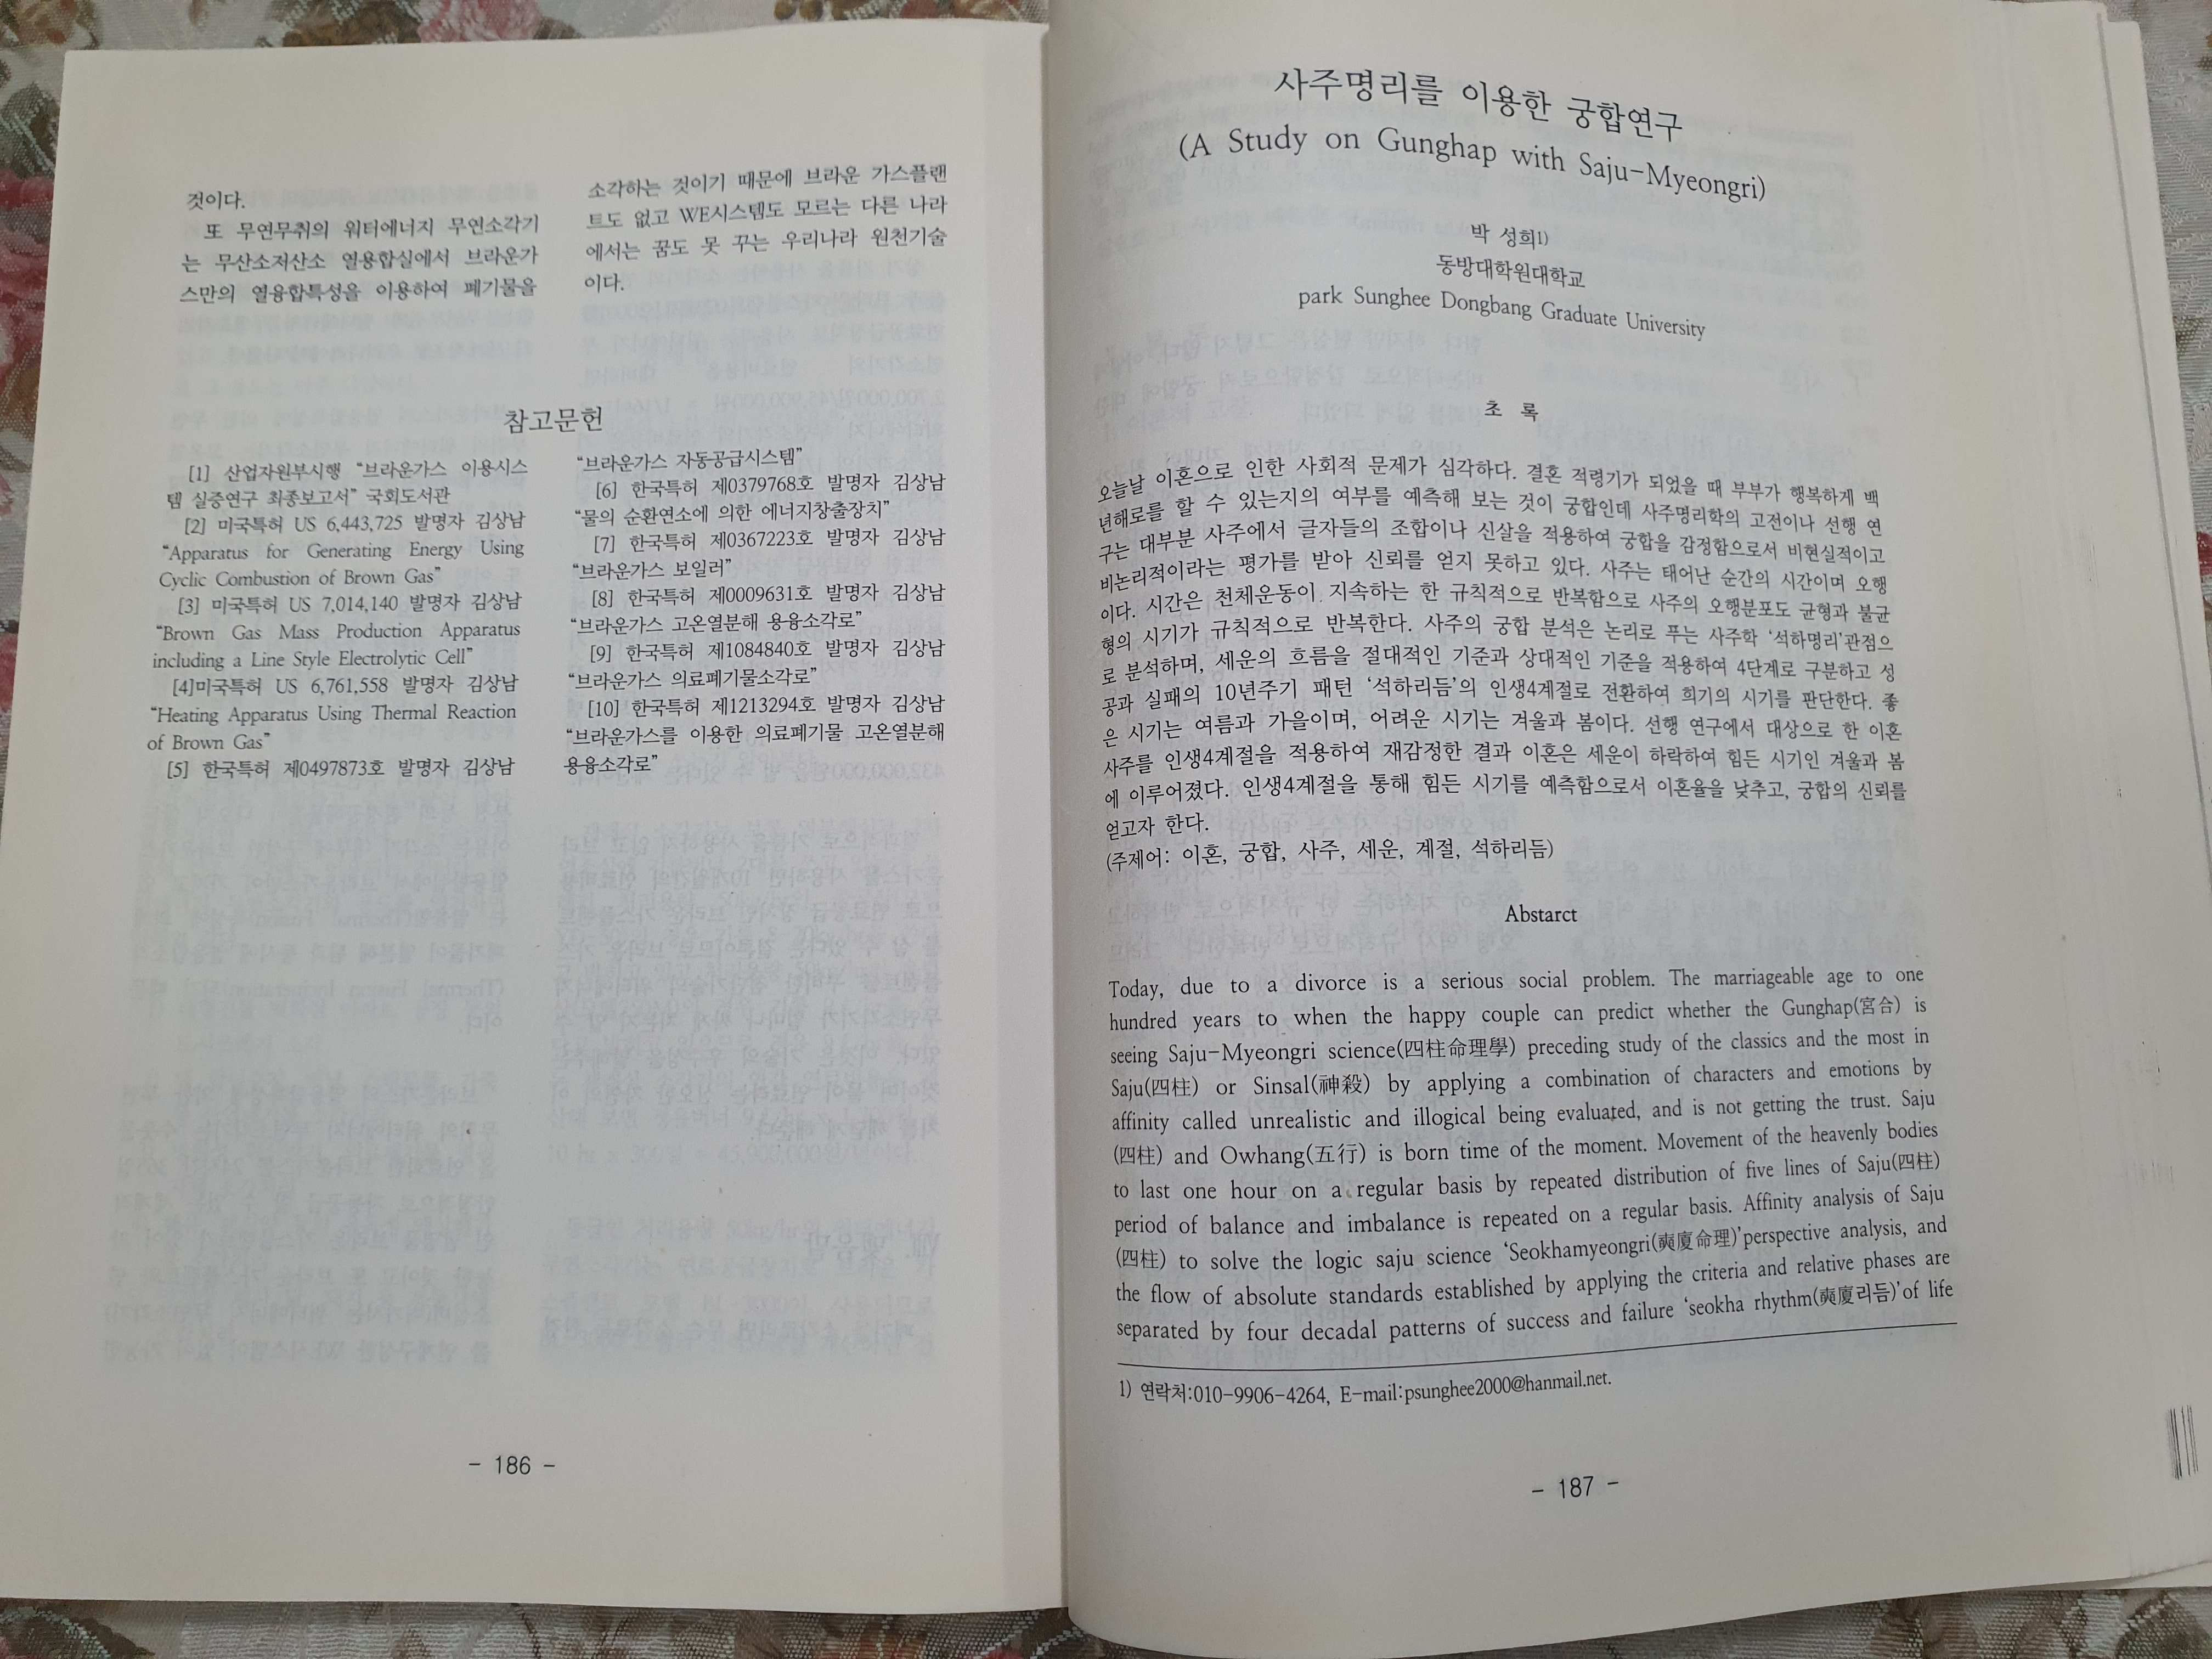 것이다.
또 무연무취의 워터에너지 무연소각기
는 무산소저산소 열용합실에서 브라운가
스만의 열융합특성을 이용하여 폐기물을
소각하는 것이기 때문에 브라운 가스플랜
트도 없고 WE시스템도 모르는 다른 나라
에서는 꿈도 못 꾸는 우리나라 원천기술
이다.
참고문헌
[1] 산업자원부시행 “브라운가스 이용시스
템 실증연구 최종보고서” 국회도서관
[2] 미국특허 US 6,443,725 발명자 김상남
“Apparatus for Generating Energy Using
Cyclic Combustion of Brown Gas”
[3] 미국특허 US 7,014,140 발명자 김상남
“Brown Gas Mass Production Apparatus
including a Line Style Electrolytic Cell”
[4]미국특허 US 6,761,558 발명자 김상남
“Heating Apparatus Using Thermal Reaction
of Brown Gas”
[5] 한국특허 제0497873호 발명자 김상남
“브라운가스 자동공급시스템”
[6] 한국특허 제0379768호 발명자 김상남
“물의 순환연소에 의한 에너지창출장치”
[7] 한국특허 제0367223호 발명자 김상남
“브라운가스 보일러”
[8] 한국특허 제0009631호 발명자 김상남
“브라운가스 고온열분해 용융소각로”
[9] 한국특허 제1084840호 발명자 김상남
“브라운가스 의료폐기물소각로”
[10] 한국특허 제1213294호 발명자 김상남
“브라운가스를 이용한 의료폐기물 고온열분해
용융소각로”
- 186 -
사주명리를 이용한 궁합연구
(A Study on Gunghap with Saju-Myeongri)
박 성희1)
동방대학원대학교
park Sunghee Dongbang Graduate University
초 록
오늘날 이혼으로 인한 사회적 문제가 심각하다. 결혼 적령기가 되었을 때 부부가 행복하게 백
년해로를 할 수 있는지의 여부를 예측해 보는 것이 궁합인데 사주명리학의 고전이나 선행 연
구는 대부분 사주에서 글자들의 조합이나 신살을 적용하여 궁합을 감정함으로서 비현실적이고
비논리적이라는 평가를 받아 신뢰를 얻지 못하고 있다. 사주는 태어난 순간의 시간이며 오행
이다. 시간은 천체운동이 지속하는 한 규칙적으로 반복함으로 사주의 오행분포도 균형과 불균
형의 시기가 규칙적으로 반복한다. 사주의 궁합 분석은 논리로 푸는 사주학 ‘석하명리’관점으
로 분석하며, 세운의 흐름을 절대적인 기준과 상대적인 기준을 적용하여 4단계로 구분하고 성
공과 실패의 10년주기 패턴 ‘석하리듬’의 인생4계절로 전환하여 희기의 시기를 판단한다. 좋
은 시기는 여름과 가을이며, 어려운 시기는 겨울과 봄이다. 선행 연구에서 대상으로 한 이혼
사주를 인생4계절을 적용하여 재감정한 결과 이혼은 세운이 하락하여 힘든 시기인 겨울과 봄
에 이루어졌다. 인생4계절을 통해 힘든 시기를 예측함으로서 이혼율을 낮추고, 궁합의 신뢰를
얻고자 한다.
(주제어: 이혼, 궁합, 사주, 세운, 계절, 석하리듬)
Abstarct
Today, due to a divorce is a serious social problem. The marriageable age to one
hundred years to when the happy couple can predict whether the Gunghap(宮合) is
seeing Saju-Myeongri science(四柱命理學) preceding study of the classics and the most in
Saju(四柱) or Sinsal(神殺) by applying a combination of characters and emotions by
affinity called unrealistic and illogical being evaluated, and is not getting the trust. Saju
(四柱) and Owhang(五行) is born time of the moment. Movement of the heavenly bodies
to last one hour on a regular basis by repeated distribution of five lines of Saju(四柱)
period of balance and imbalance is repeated on a regular basis. Affinity analysis of Saju
(四柱) to solve the logic saju science ‘Seokhamyeongri(奭廈命理)’perspective analysis, and
the flow of absolute standards established by applying the criteria and relative phases are
separated by four decadal patterns of success and failure ‘seokha rhythm(奭廈리듬)’of life
1) 연락처:010-9906-4264, E-mail:psunghee2000@hanmail.net.
- 187 -